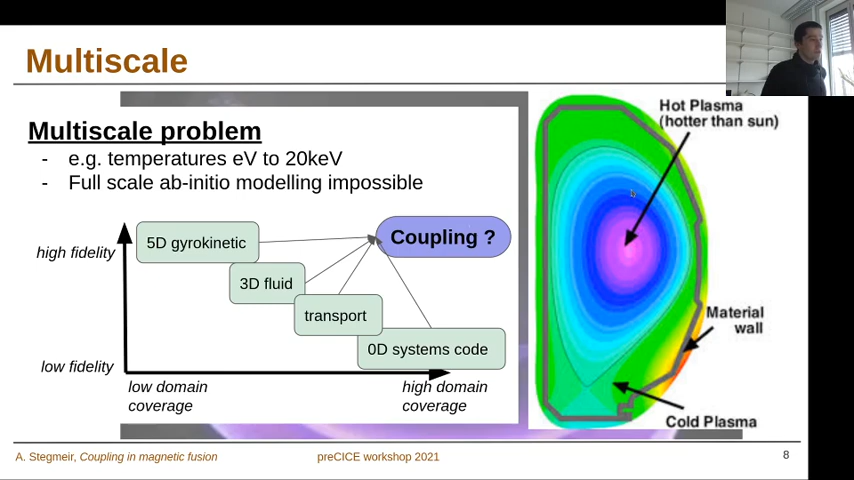 Multiscale
Multiscale problem
- e.g. temperatures eV to 20keV
- Full scale ab-initio modelling impossible
high fidelity
low fidelity
5D gyrokinetic
3D fluid
transport
0D systems code
Coupling ?
low domain
coverage
high domain
coverage
Hot Plasma
(hotter than sun)
Material
wall
Cold Plasma
A. Stegmeir, Coupling in magnetic fusion
preCICE workshop 2021
8